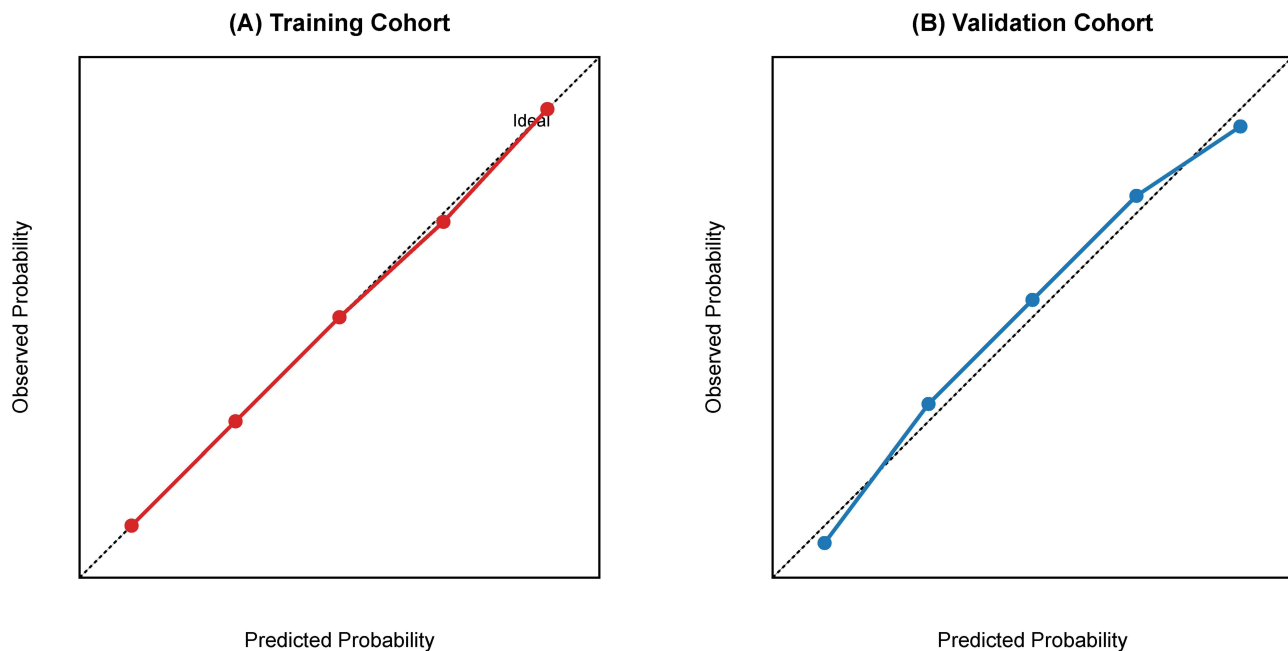 (A) Training Cohort
Ideal
Observed Probability
Predicted Probability
(B) Validation Cohort
Observed Probability
Predicted Probability